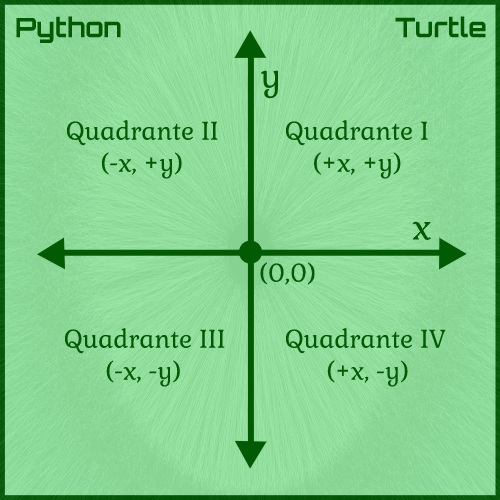 Python
Turtle
y
Quadrante II
(-x, +y)
Quadrante I
(+x, +y)
x
(0,0)
Quadrante III
(-x, -y)
Quadrante IV
(+x, -y)